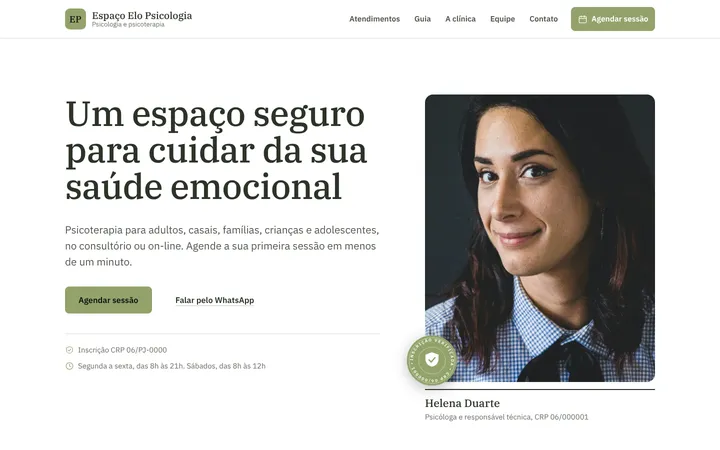 EP
Espaço Elo Psicologia
Psicologia e psicoterapia
Atendimentos
Guia
A clínica
Equipe
Contato
Agendar sessão
Um espaço seguro
para cuidar da sua
saúde emocional
Psicoterapia para adultos, casais, famílias, crianças e adolescentes,
no consultório ou on-line. Agende a sua primeira sessão em menos
de um minuto.
Agendar sessão
Falar pelo WhatsApp
Inscrição CRP 06/PJ-0000
Segunda a sexta, das 8h às 21h. Sábados, das 8h às 12h
Helena Duarte
Psicóloga e responsável técnica, CRP 06/000001